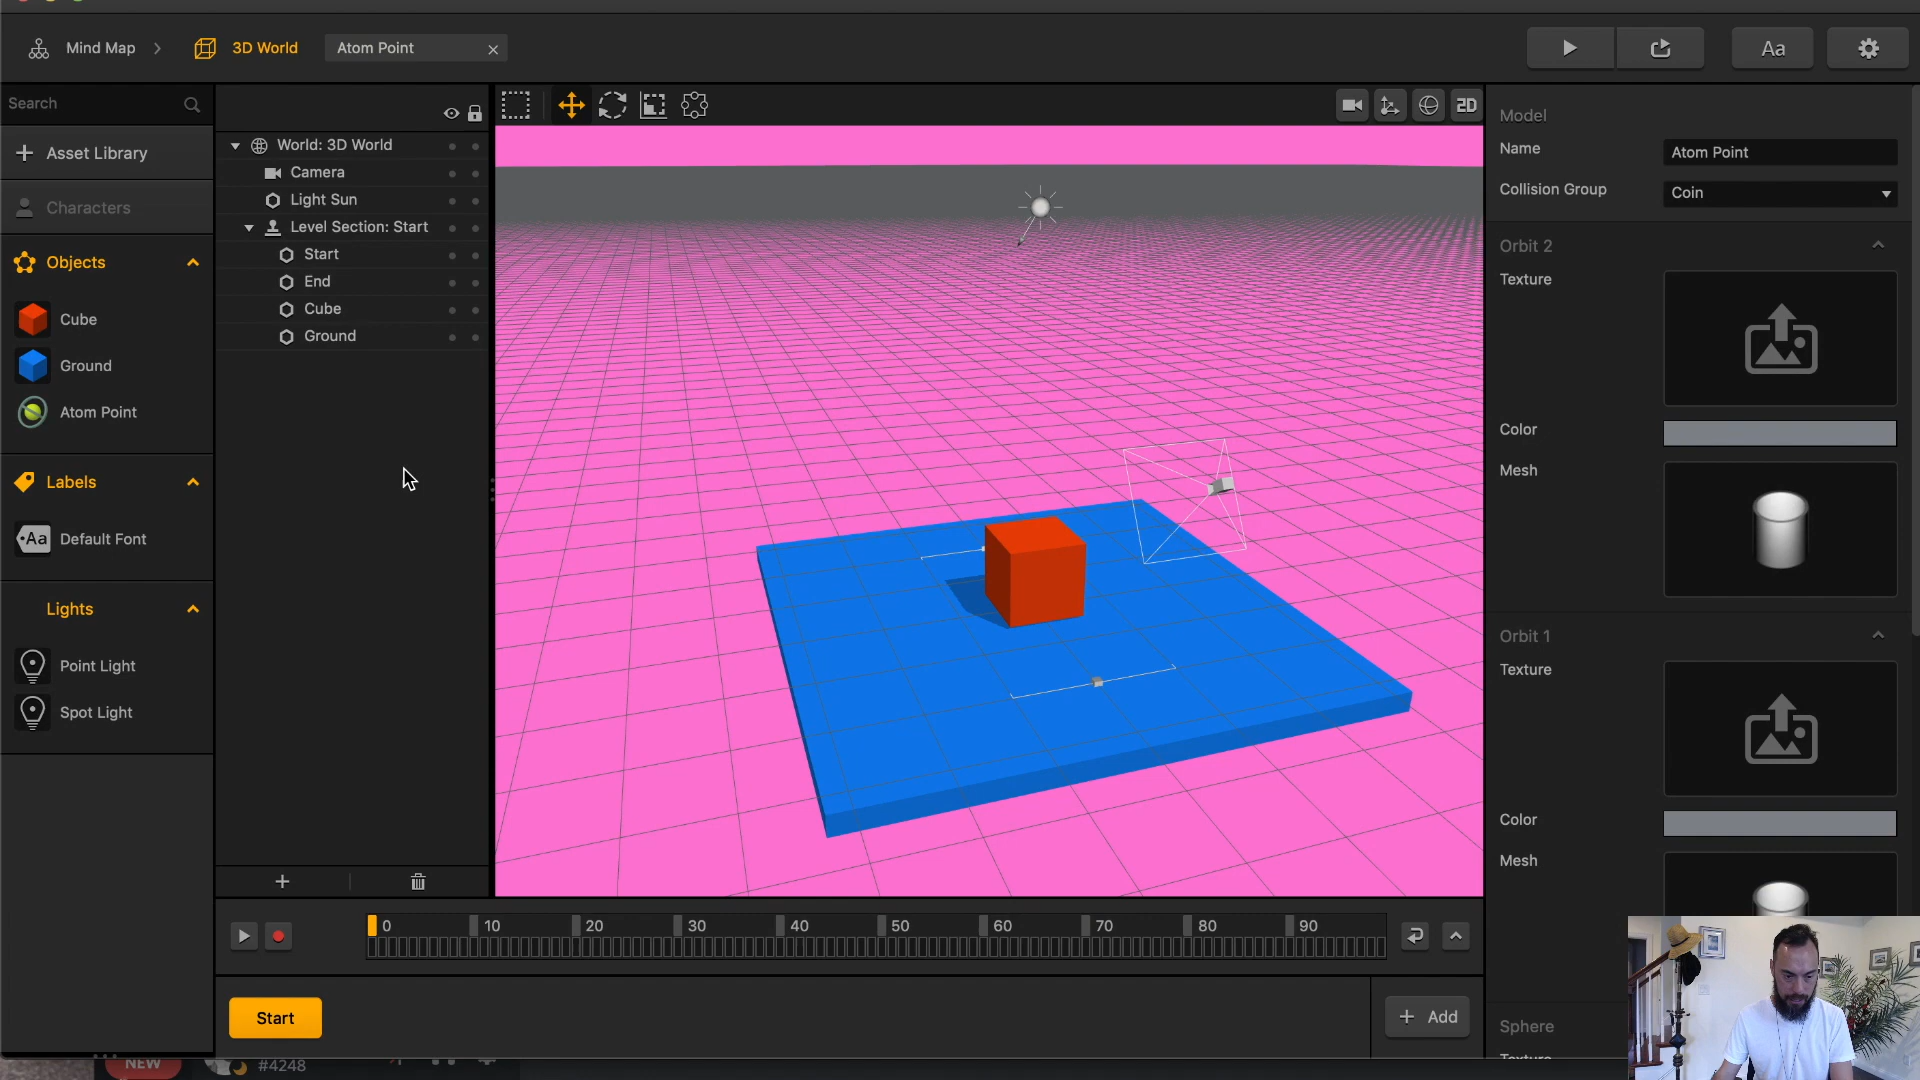 Mind Map
3D World
Atom Point
Aa
Search
Asset Library
Characters
Objects
Cube
Ground
Atom Point
Labels
Aa Default Font
Lights
Point Light
Spot Light
World: 3D World
Camera
Light Sun
Level Section: Start
Start
End
Cube
Ground
2D
0 10 20 30 40 50 60 70 80 90
Start
+ Add
Model
Name Atom Point
Collision Group Coin
Orbit 2
Texture
Color
Mesh
Orbit 1
Texture
Color
Mesh
Sphere
Texture
NEW
#4248